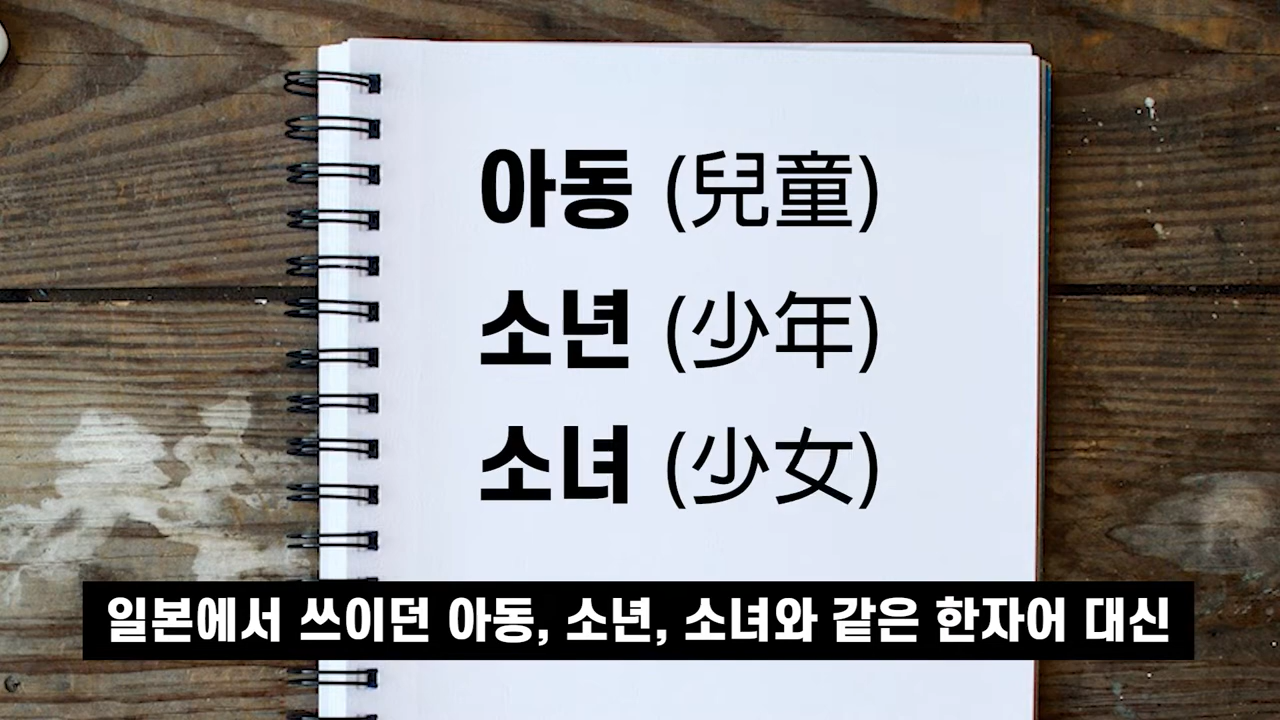 아동 (兒童)
소년 (少年)
소녀 (少女)
일본에서 쓰이던 아동, 소년, 소녀와 같은 한자어 대신